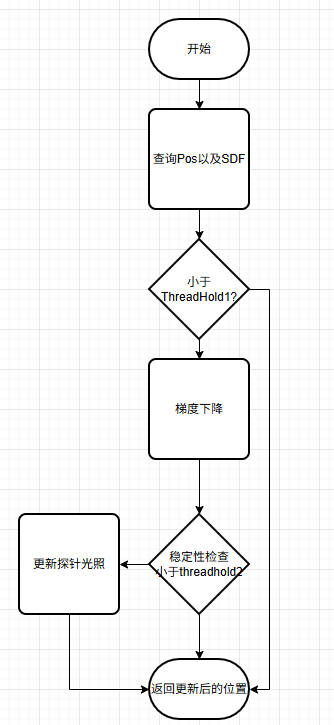 开始
查询Pos以及SDF
小于
ThreadHold1?
梯度下降
稳定性检查
小于threadhold2
更新探针光照
返回更新后的位置